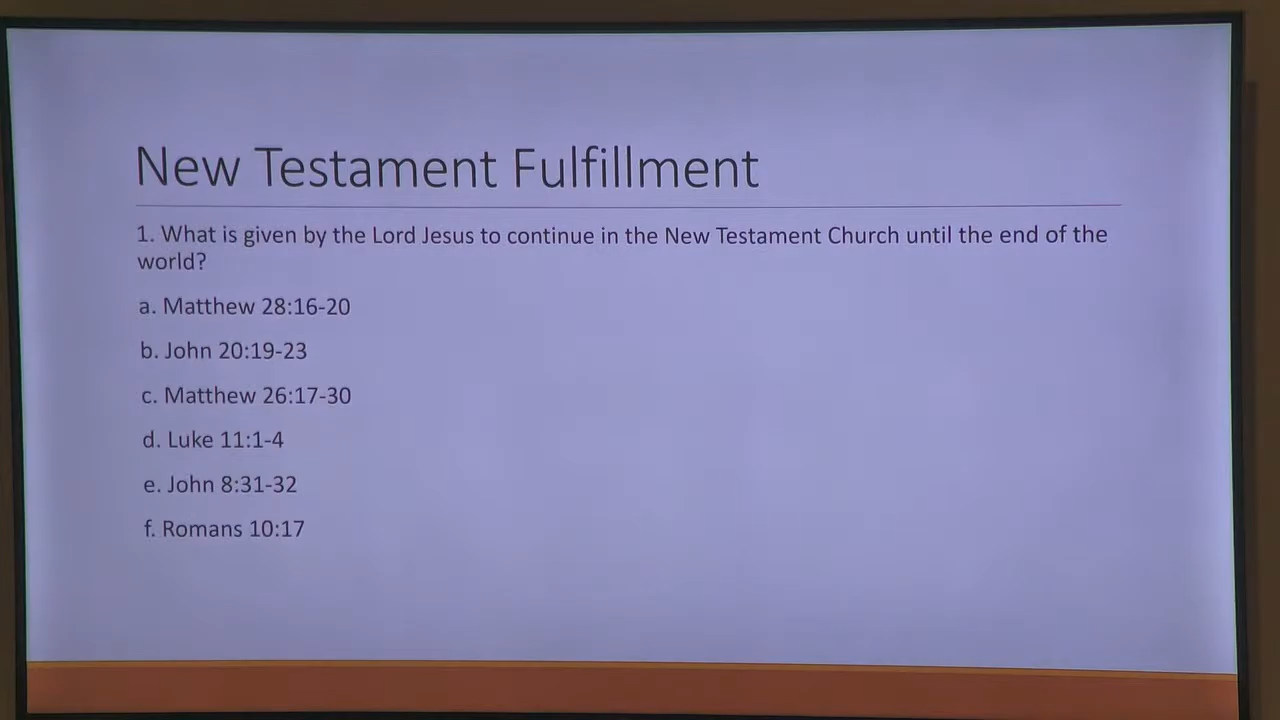 New Testament Fulfillment
1. What is given by the Lord Jesus to continue in the New Testament Church until the end of the
world?
a. Matthew 28:16-20
b. John 20:19-23
c. Matthew 26:17-30
d. Luke 11:1-4
e. John 8:31-32
f. Romans 10:17